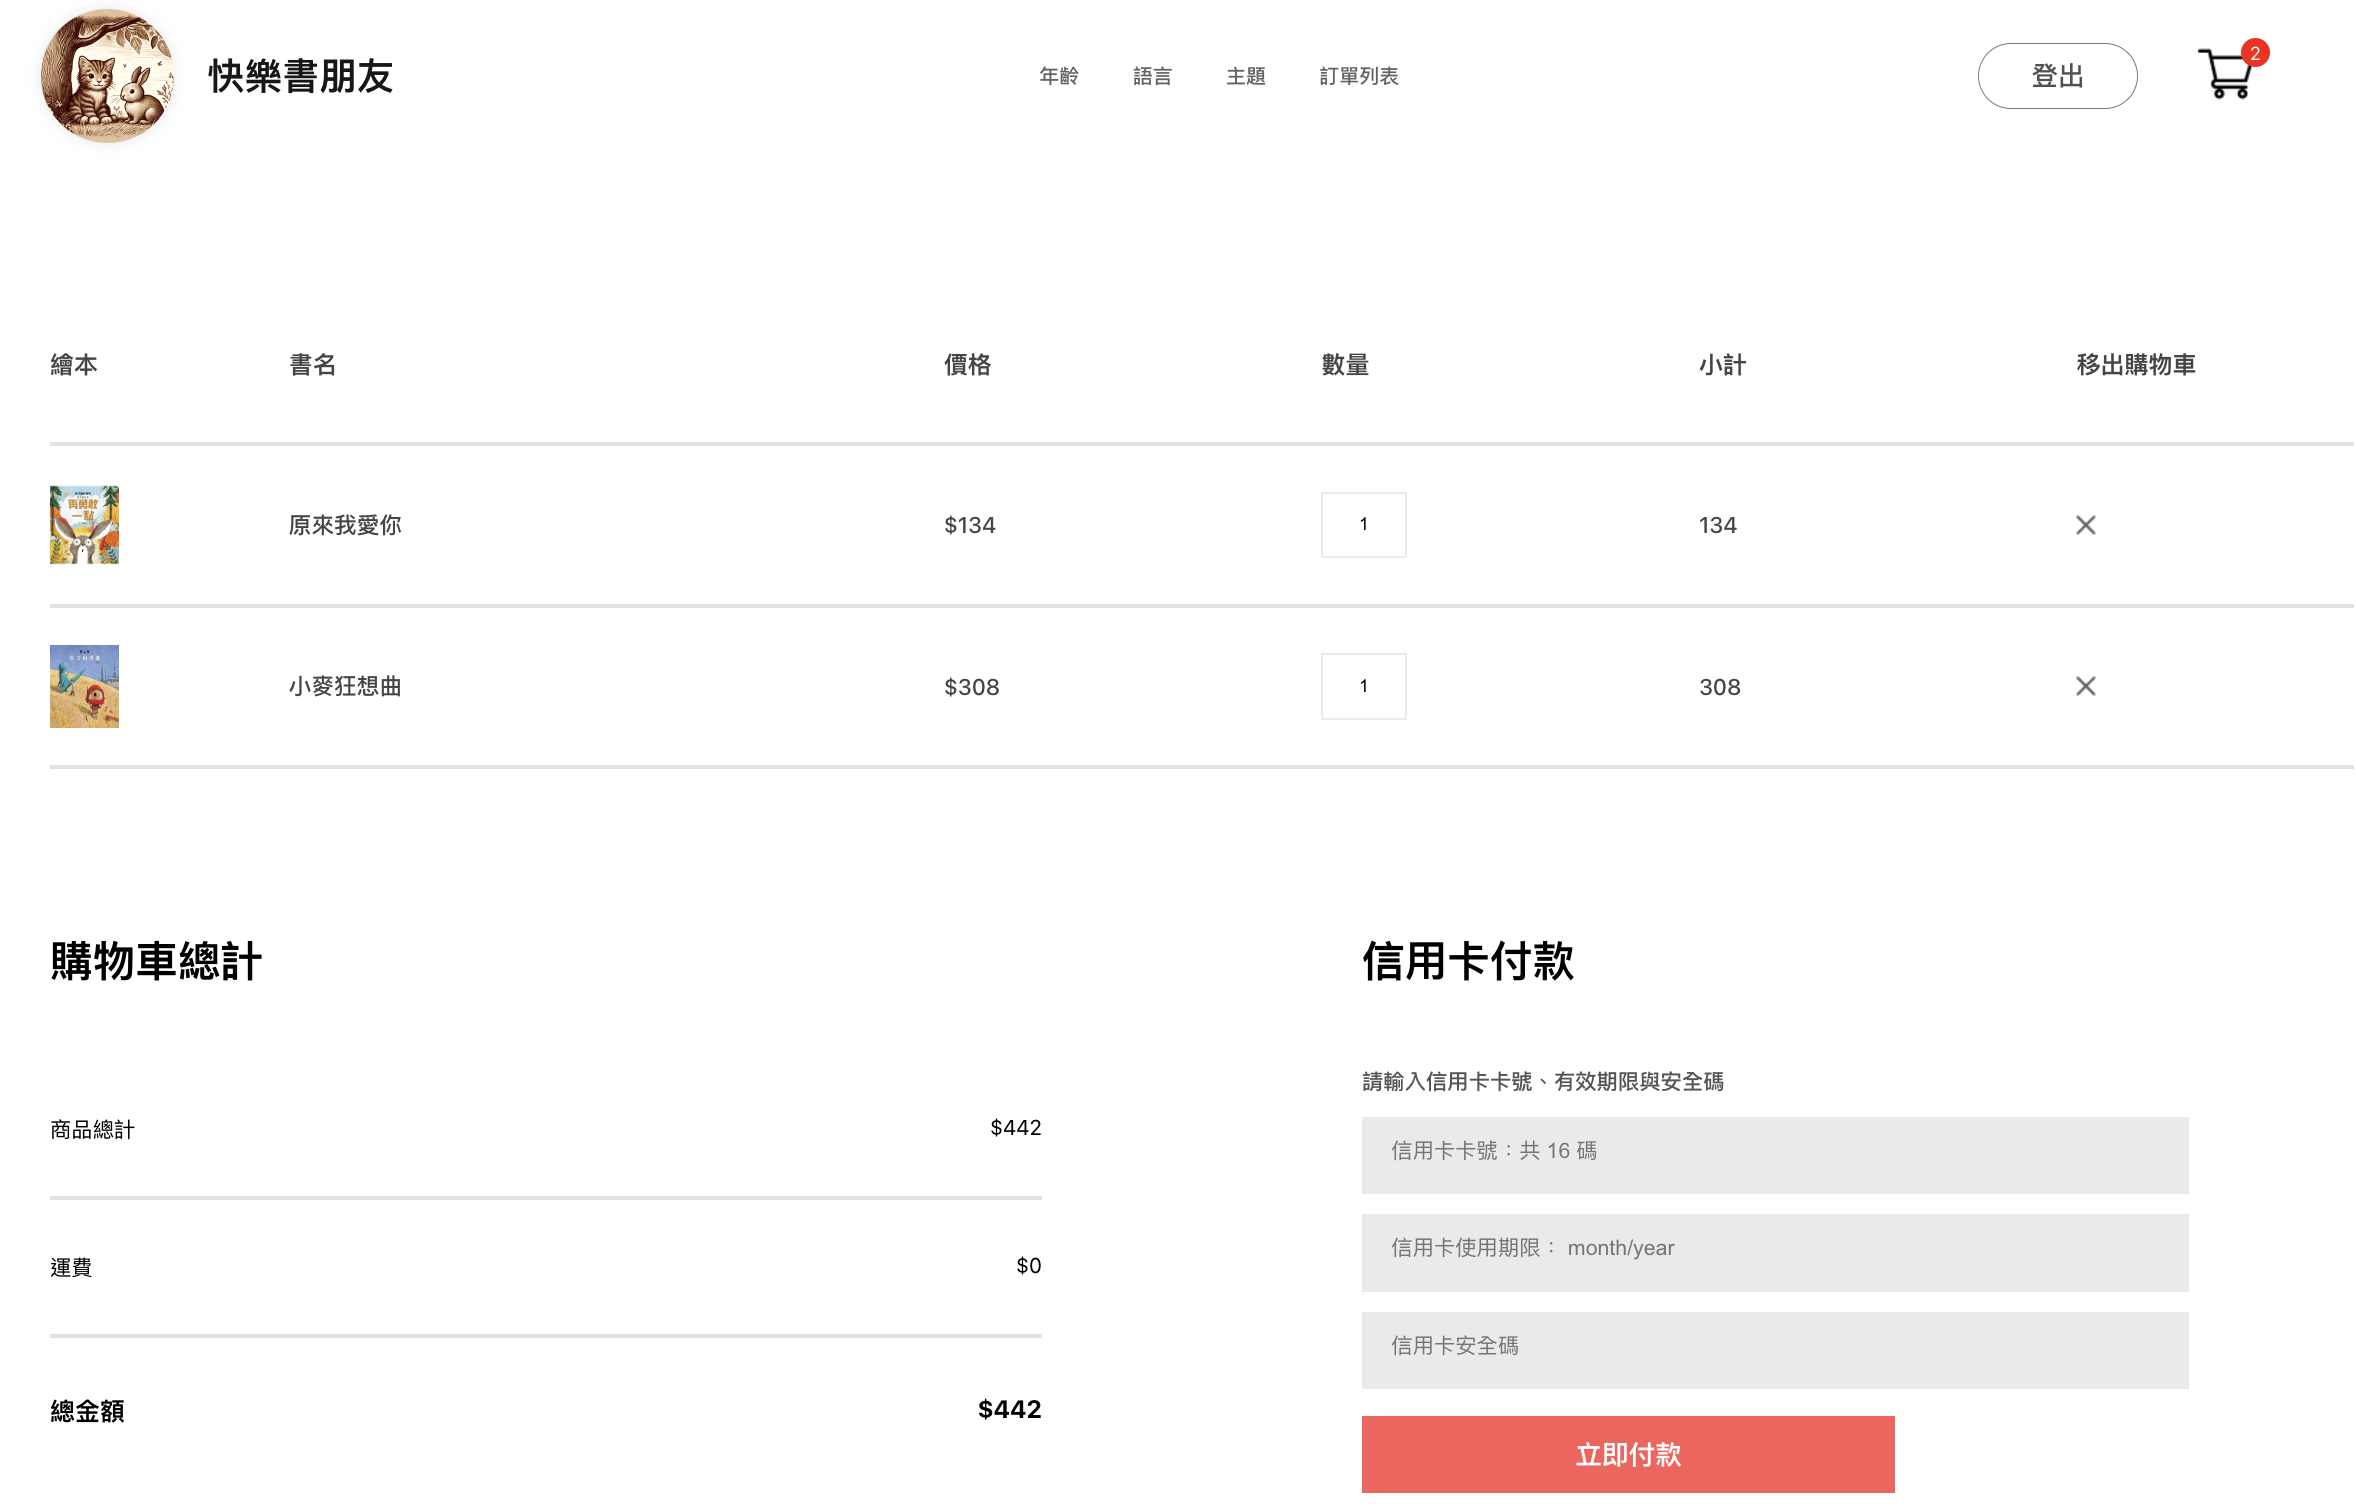 快樂書朋友
年齡
語言
主題
訂單列表
登出
2
繪本
書名
價格
數量
小計
移出購物車
再勇敢
一點
原來我愛你
$134
1
134
小麥狂想曲
$308
1
308
購物車總計
商品總計
$442
運費
$0
總金額
$442
信用卡付款
請輸入信用卡卡號、有效期限與安全碼
信用卡卡號：共 16 碼
信用卡使用期限： month/year
信用卡安全碼
立即付款